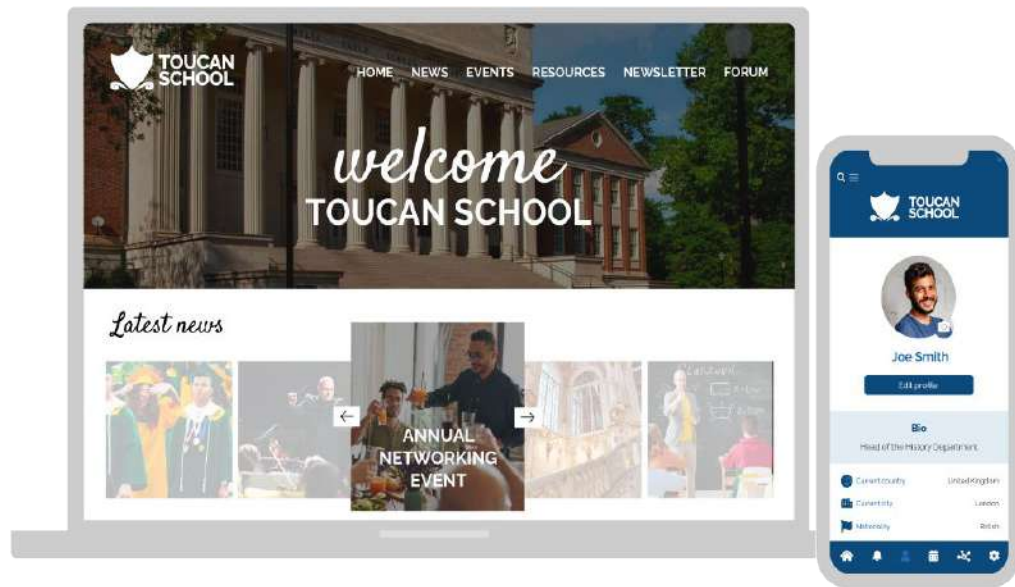 TOUCAN
SCHOOL
HOME NEWS EVENTS RESOURCES NEWSLETTER FORUM
welcome
TOUCAN SCHOOL
Latest news
ANNUAL
NETWORKING
EVENT
TOUCAN
SCHOOL
Joe Smith
Edit profile
Bio
Head of the History Department
Current country United Kingdom
Current city London
Nationality British